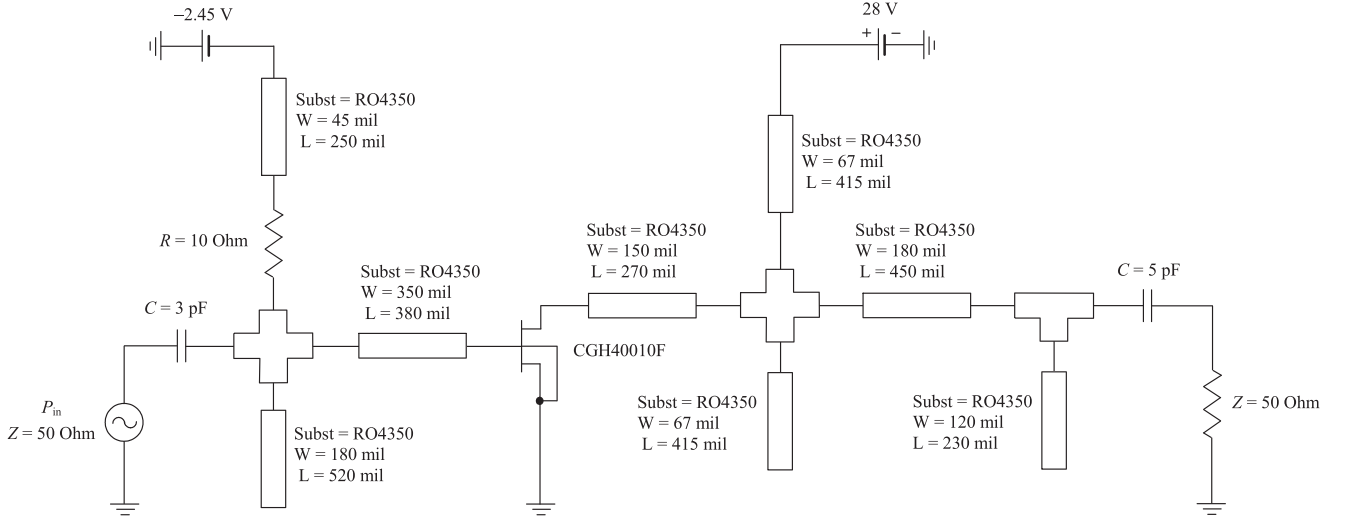 −2.45 V
28 V
+ −
Subst = RO4350
W = 45 mil
L = 250 mil
Subst = RO4350
W = 67 mil
L = 415 mil
R = 10 Ohm
Subst = RO4350
W = 150 mil
L = 270 mil
Subst = RO4350
W = 180 mil
L = 450 mil
Subst = RO4350
W = 350 mil
L = 380 mil
C = 5 pF
C = 3 pF
CGH40010F
Pin
Z = 50 Ohm
Subst = RO4350
W = 180 mil
L = 520 mil
Subst = RO4350
W = 67 mil
L = 415 mil
Subst = RO4350
W = 120 mil
L = 230 mil
Z = 50 Ohm